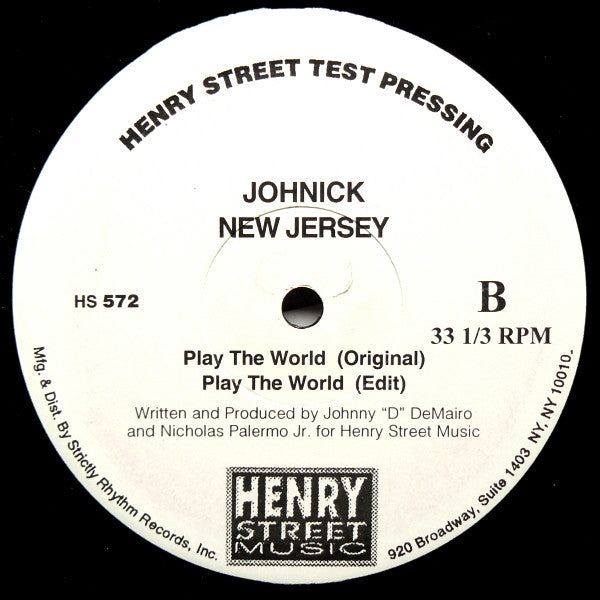 HENRY STREET TEST PRESSING
JOHNICK
NEW JERSEY
HS 572
B
33 1/3 RPM
Play The World (Original)
Play The World (Edit)
Written and Produced by Johnny "D" DeMairo
and Nicholas Palermo Jr. for Henry Street Music
Mfg. & Dist. By Strictly Rhythm Records, Inc.
920 Broadway, Suite 1403 NY, NY 10010.
HENRY
STREET
MUSIC